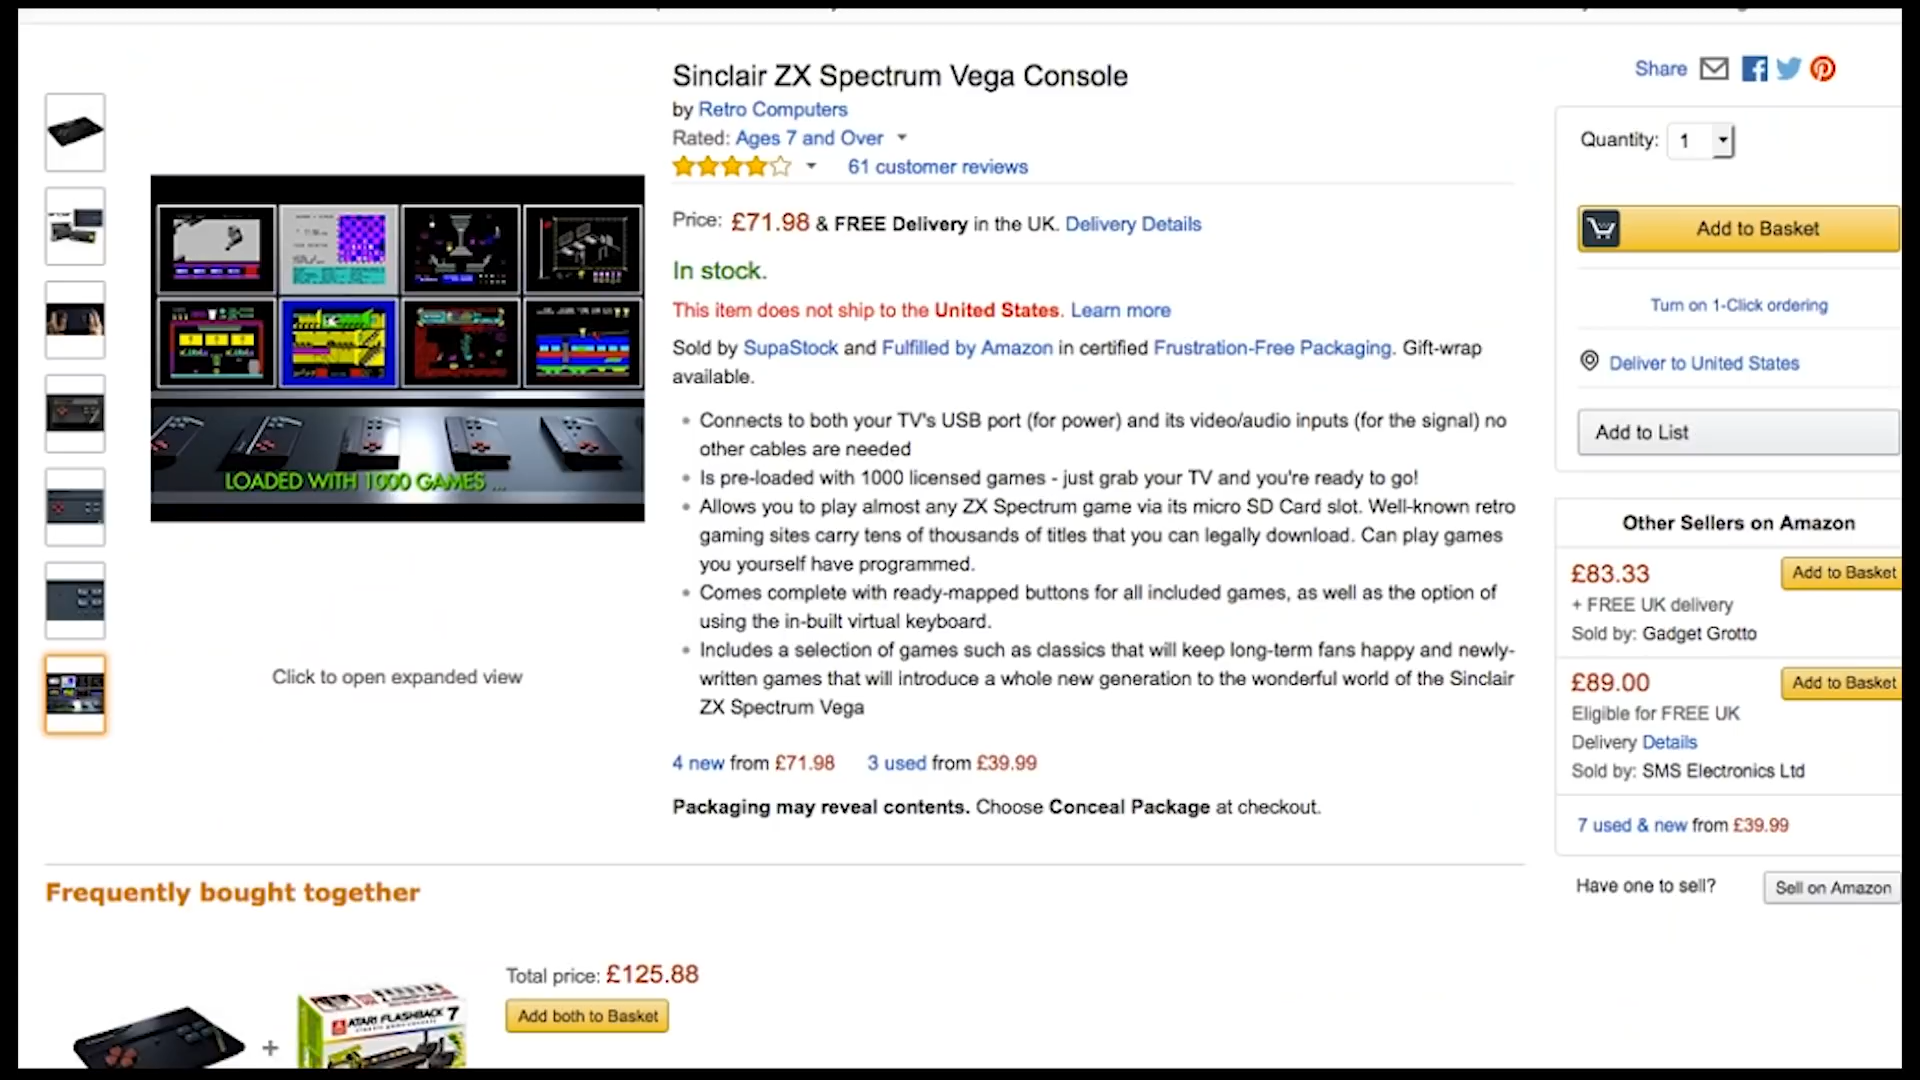 Sinclair ZX Spectrum Vega Console
by Retro Computers
Rated: Ages 7 and Over
61 customer reviews
Price: £71.98 & FREE Delivery in the UK. Delivery Details
In stock.
This item does not ship to the United States. Learn more
Sold by SupaStock and Fulfilled by Amazon in certified Frustration-Free Packaging. Gift-wrap
available.
Connects to both your TV's USB port (for power) and its video/audio inputs (for the signal) no
other cables are needed
Is pre-loaded with 1000 licensed games - just grab your TV and you're ready to go!
Allows you to play almost any ZX Spectrum game via its micro SD Card slot. Well-known retro
gaming sites carry tens of thousands of titles that you can legally download. Can play games
you yourself have programmed.
Comes complete with ready-mapped buttons for all included games, as well as the option of
using the in-built virtual keyboard.
Includes a selection of games such as classics that will keep long-term fans happy and newly-
written games that will introduce a whole new generation to the wonderful world of the Sinclair
ZX Spectrum Vega
4 new from £71.98 3 used from £39.99
Packaging may reveal contents. Choose Conceal Package at checkout.
LOADED WITH 1000 GAMES ...
Click to open expanded view
Share
Quantity: 1
Add to Basket
Turn on 1-Click ordering
Deliver to United States
Add to List
Other Sellers on Amazon
£83.33
Add to Basket
+ FREE UK delivery
Sold by: Gadget Grotto
£89.00
Add to Basket
Eligible for FREE UK
Delivery Details
Sold by: SMS Electronics Ltd
7 used & new from £39.99
Have one to sell?
Sell on Amazon
Frequently bought together
Total price: £125.88
Add both to Basket
+
ATARI FLASHBACK 7